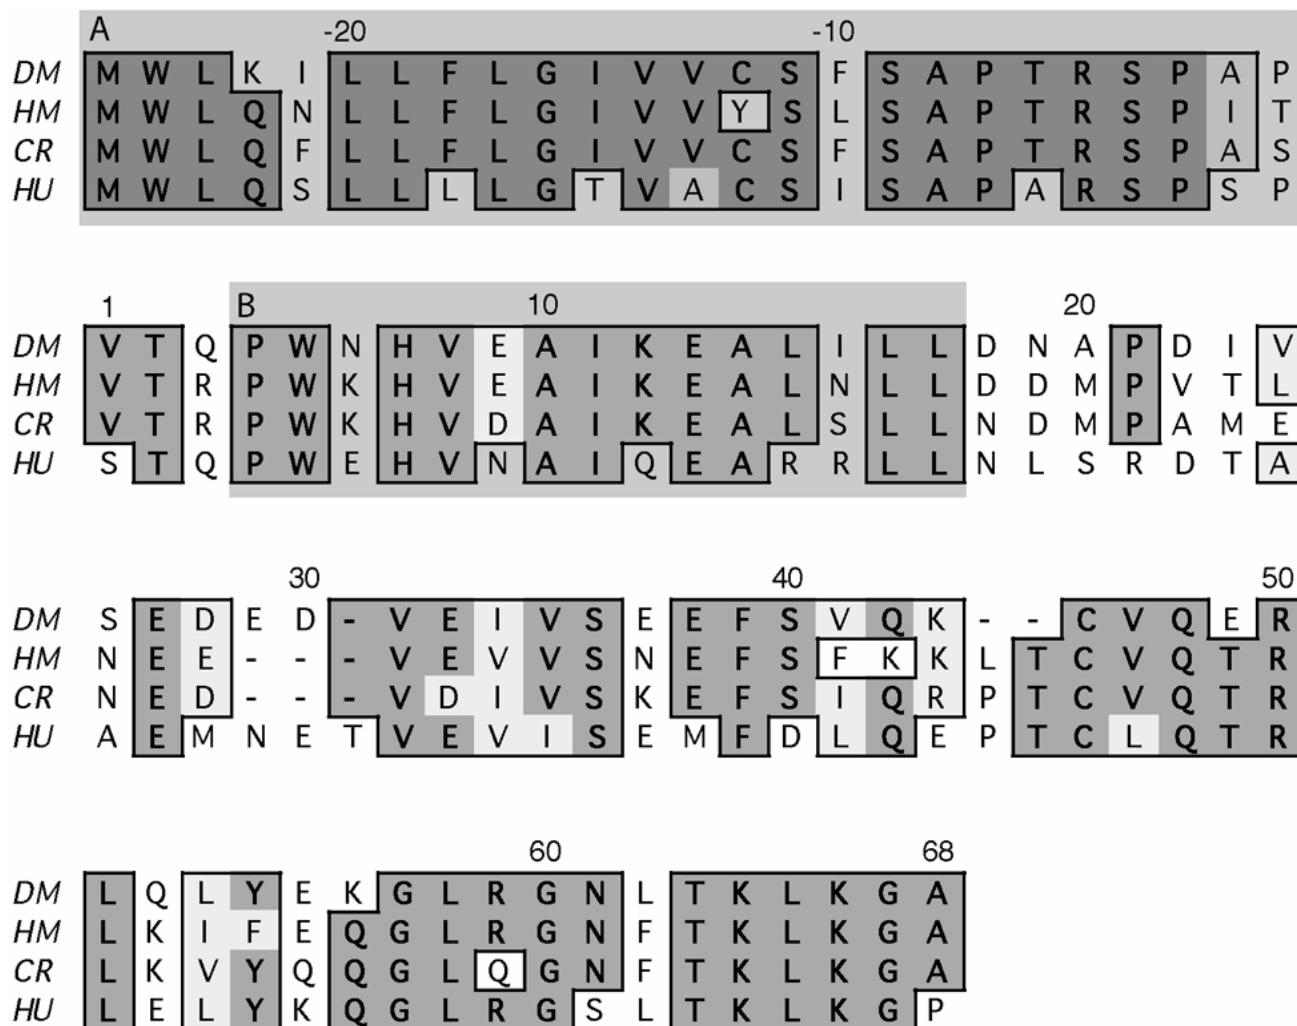 A -20 -10
DM M W L K I L L F L G I V V C S F S A P T R S P A P
HM M W L Q N L L F L G I V V Y S L S A P T R S P I T
CR M W L Q F L L F L G I V V C S F S A P T R S P A S
HU M W L Q S L L L L G T V A C S I S A P A R S P S P
1 B 10 20
DM V T Q P W N H V E A I K E A L I L L D N A P D I V
HM V T R P W K H V E A I K E A L N L L D D M P V T L
CR V T R P W K H V D A I K E A L S L L N D M P A M E
HU S T Q P W E H V N A I Q E A R R L L N L S R D T A
30 40 50
DM S E D E D - V E I V S E E F S V Q K - - C V Q E R
HM N E E - - - V E V V S N E F S F K K L T C V Q T R
CR N E D - - - V D I V S K E F S I Q R P T C V Q T R
HU A E M N E T V E V I S E M F D L Q E P T C L Q T R
60 68
DM L Q L Y E K G L R G N L T K L K G A
HM L K I F E Q G L R G N F T K L K G A
CR L K V Y Q Q G L Q G N F T K L K G A
HU L E L Y K Q G L R G S L T K L K G P